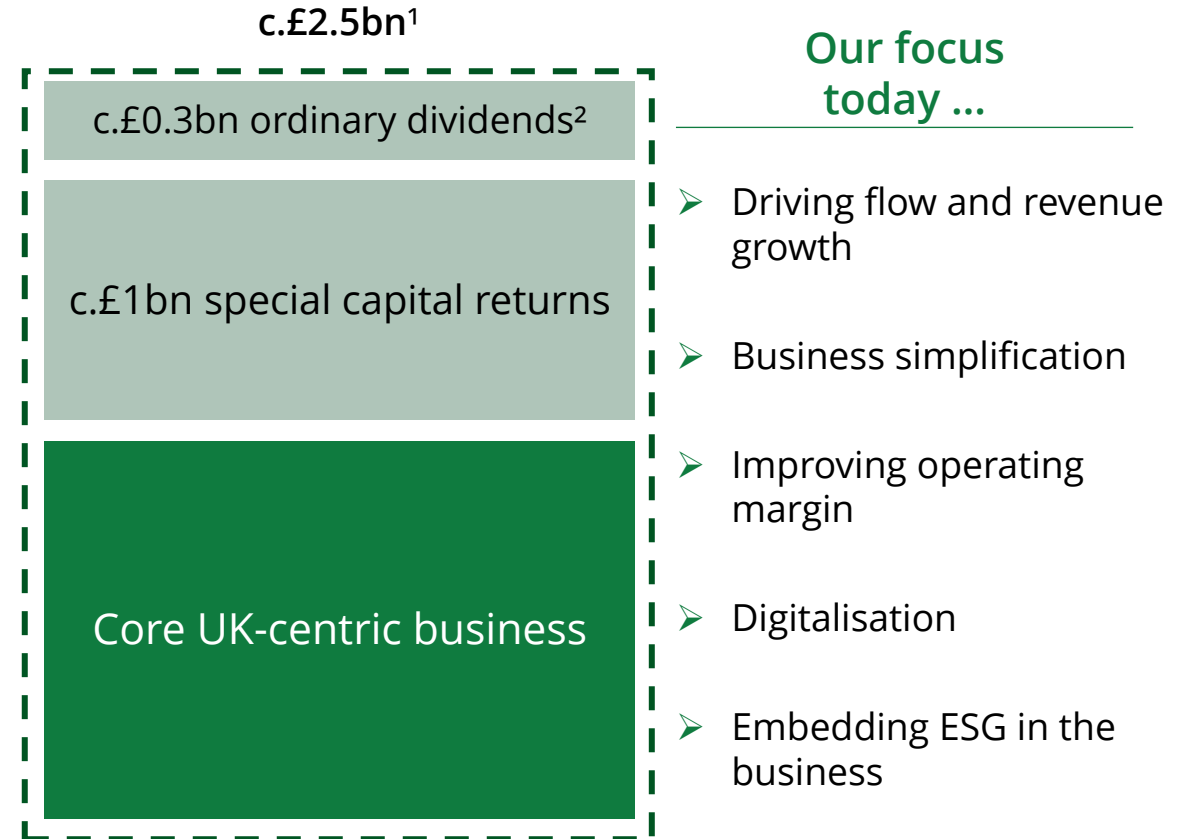 c.£2.5bn¹
c.£0.3bn ordinary dividends²
c.£1bn special capital returns
Core UK-centric business
Our focus
today ...
➢ Driving flow and revenue
growth
➢ Business simplification
➢ Improving operating
margin
➢ Digitalisation
➢ Embedding ESG in the
business